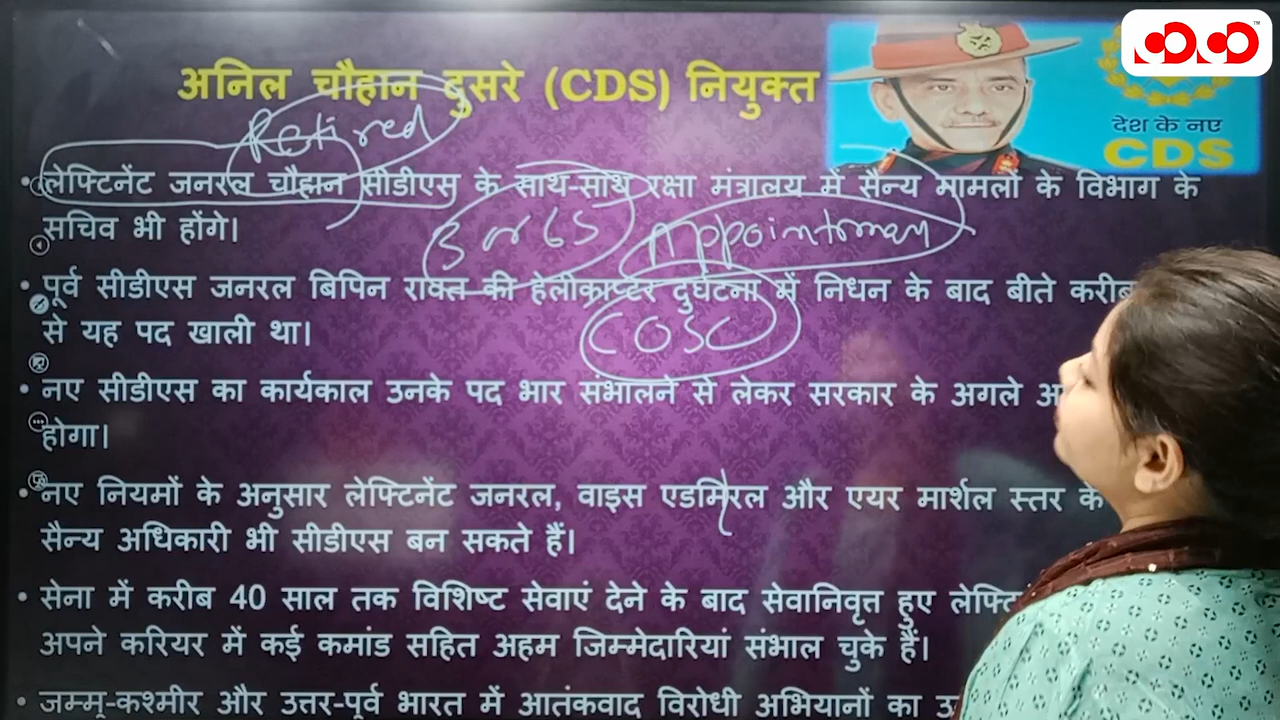 अनिल चौहान दुसरे (CDS) नियुक्त
देश के नए
CDS
Retired
• लेफ्टिनेंट जनरल चौहान सीडीएस के साथ-साथ रक्षा मंत्रालय में सैन्य मामलों के विभाग के
सचिव भी होंगे।
Appointmen
• पूर्व सीडीएस जनरल बिपिन रावत की हेलीकाप्टर दुर्घटना में निधन के बाद बीते करीब
से यह पद खाली था।
COSC
• नए सीडीएस का कार्यकाल उनके पद भार संभालने से लेकर सरकार के अगले
होगा।
• नए नियमों के अनुसार लेफ्टिनेंट जनरल, वाइस एडमिरल और एयर मार्शल स्तर के
सैन्य अधिकारी भी सीडीएस बन सकते हैं।
• सेना में करीब 40 साल तक विशिष्ट सेवाएं देने के बाद सेवानिवृत्त हुए
अपने करियर में कई कमांड सहित अहम जिम्मेदारियां संभाल चुके हैं।
• जम्मू-कश्मीर और उत्तर-पूर्व भारत में आतंकवाद विरोधी अभियानों का